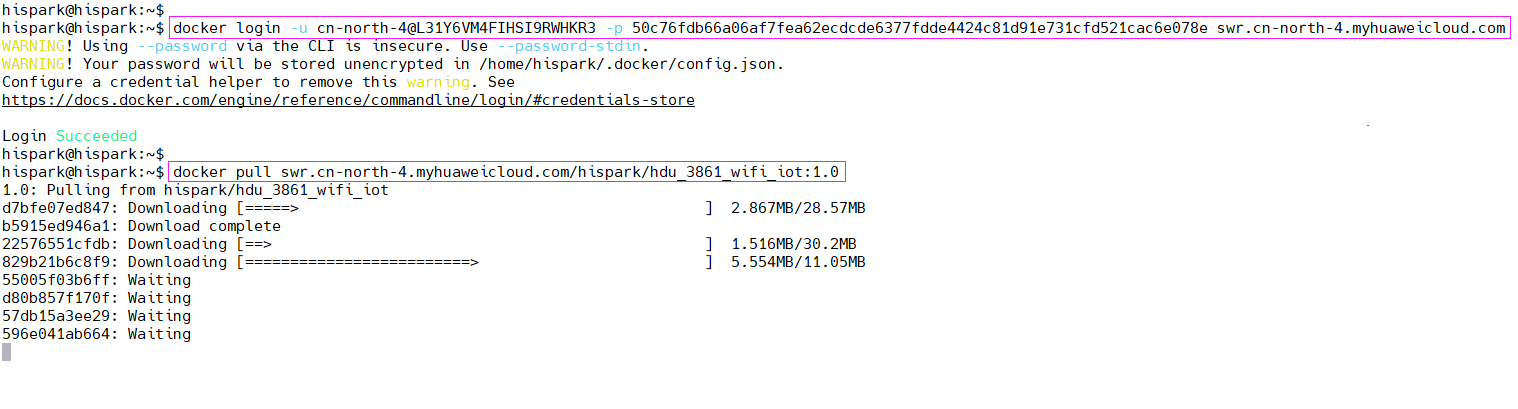 hispark@hispark:~$
hispark@hispark:~$ docker login -u cn-north-4@L31Y6VM4FIHSI9RWHKR3 -p 50c76fdb66a06af7fea62ecdcde6377fdde4424c81d91e731cfd521cac6e078e swr.cn-north-4.myhuaweicloud.com
WARNING! Using --password via the CLI is insecure. Use --password-stdin.
WARNING! Your password will be stored unencrypted in /home/hispark/.docker/config.json.
Configure a credential helper to remove this warning. See
https://docs.docker.com/engine/reference/commandline/login/#credentials-store
Login Succeeded
hispark@hispark:~$
hispark@hispark:~$ docker pull swr.cn-north-4.myhuaweicloud.com/hispark/hdu_3861_wifi_iot:1.0
1.0: Pulling from hispark/hdu_3861_wifi_iot
d7bfe07ed847: Downloading [=====>                                             ]  2.867MB/28.57MB
b5915ed946a1: Download complete
22576551cfdb: Downloading [==>                                                ]  1.516MB/30.2MB
829b21b6c8f9: Downloading [=========================>                         ]  5.554MB/11.05MB
55005f03b6ff: Waiting
d80b857f170f: Waiting
57db15a3ee29: Waiting
596e041ab664: Waiting